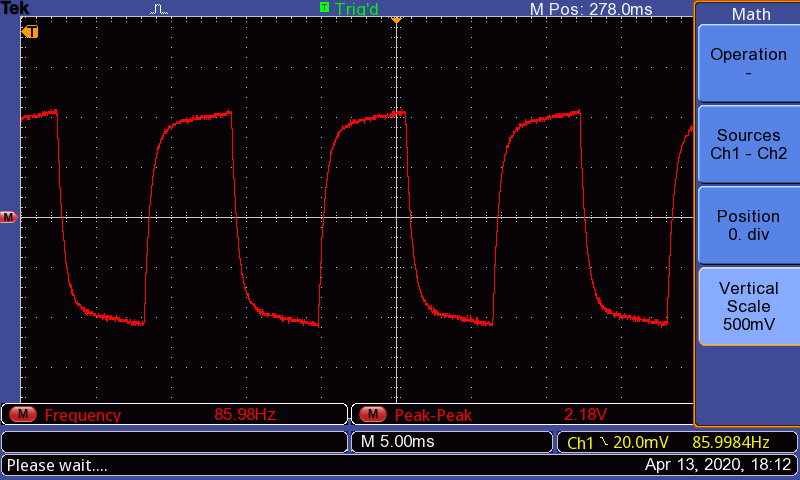 Tek
T Trig'd
M Pos: 278.0ms
Math
T
Operation
-
Sources
Ch1 - Ch2
M
Position
0. div
Vertical
Scale
500mV
M Frequency 85.98Hz
M Peak-Peak 2.18V
M 5.00ms
Ch1 20.0mV 85.9984Hz
Please wait....
Apr 13, 2020, 18:12